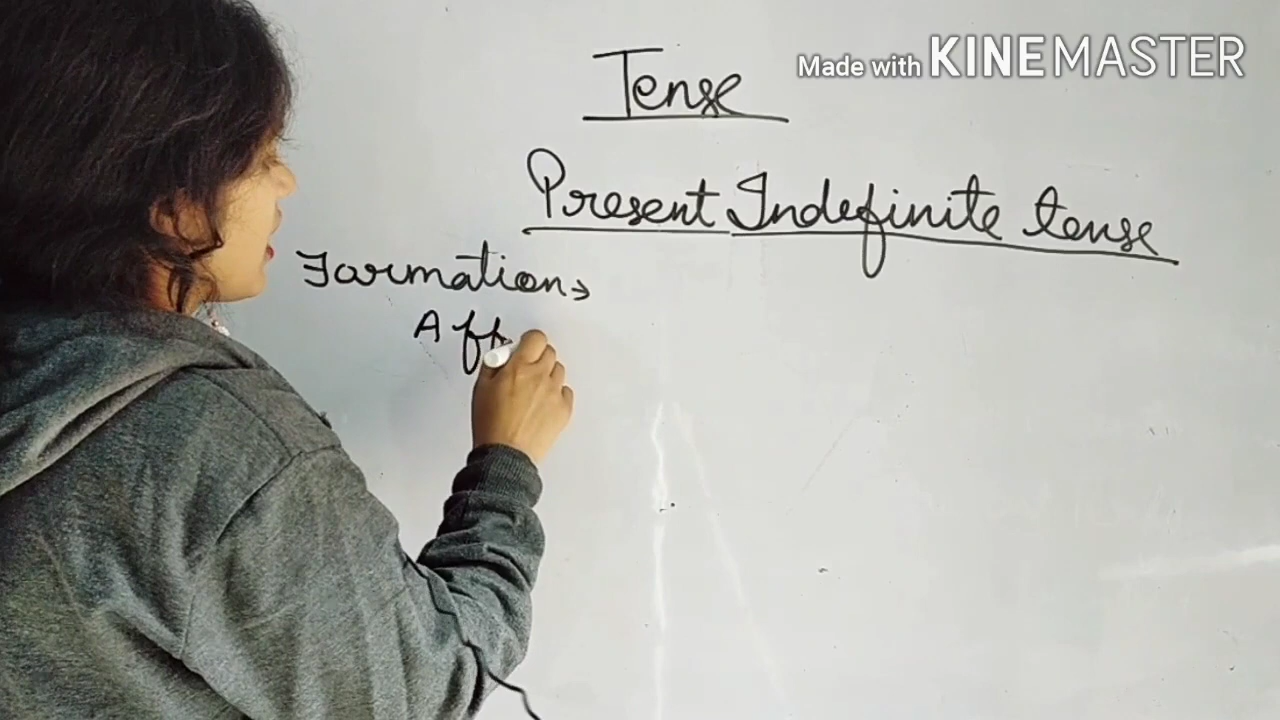 Made with KINEMASTER
Tense
Present Indefinite tense
Formation→
Aff